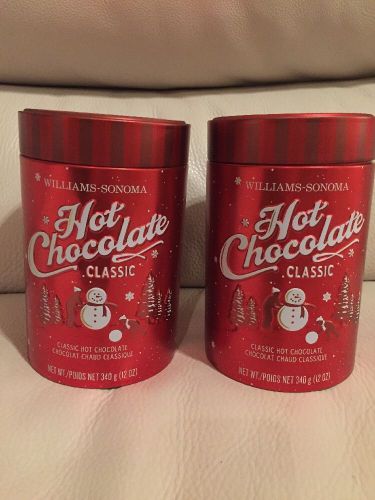 WILLIAMS-SONOMA
Hot
Chocolate
CLASSIC
CLASSIC HOT CHOCOLATE
CHOCOLAT CHAUD CLASSIQUE
NET WT./POIDS NET 340 g (12 OZ)
WILLIAMS-SONOMA
Hot
Chocolate
CLASSIC
CLASSIC HOT CHOCOLATE
CHOCOLAT CHAUD CLASSIQUE
NET WT./POIDS NET 340 g (12 OZ)